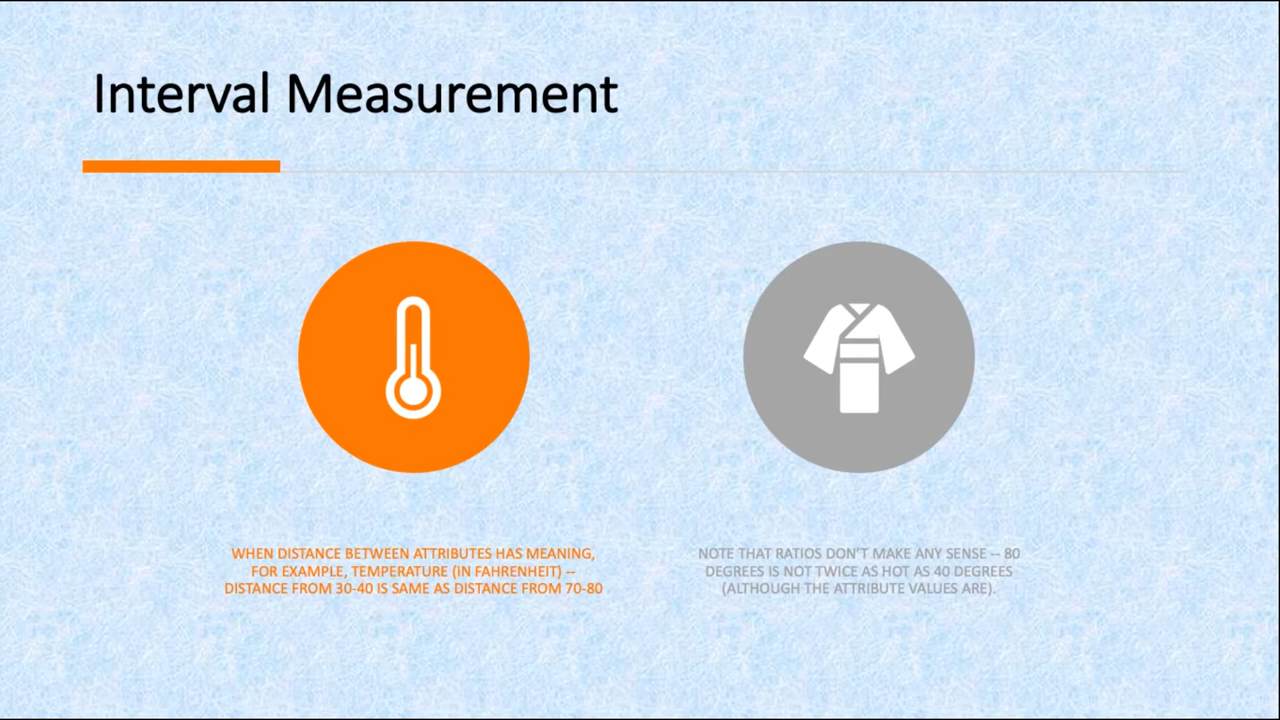 Interval Measurement
WHEN DISTANCE BETWEEN ATTRIBUTES HAS MEANING,
FOR EXAMPLE, TEMPERATURE (IN FAHRENHEIT) --
DISTANCE FROM 30-40 IS SAME AS DISTANCE FROM 70-80
NOTE THAT RATIOS DON'T MAKE ANY SENSE -- 80
DEGREES IS NOT TWICE AS HOT AS 40 DEGREES
(ALTHOUGH THE ATTRIBUTE VALUES ARE).